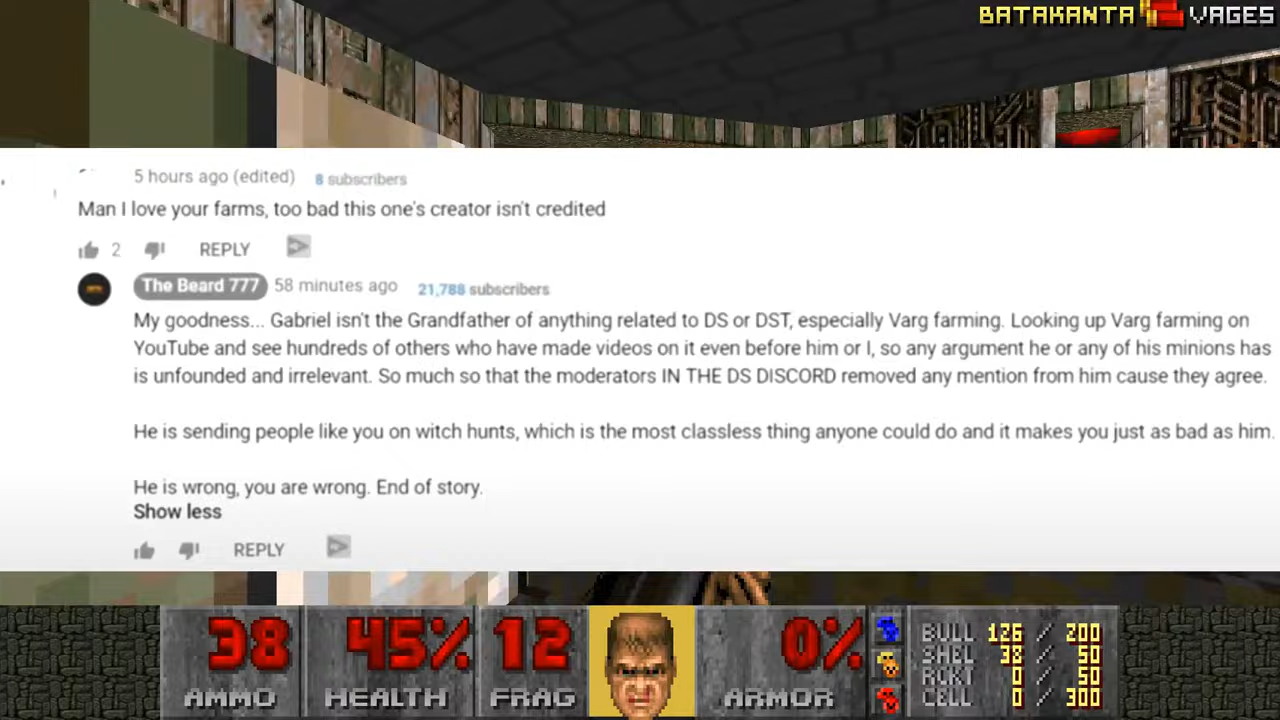 BATAKANTA VAGES
5 hours ago (edited) 8 subscribers
Man I love your farms, too bad this one's creator isn't credited
2 REPLY
The Beard 777 58 minutes ago 21,788 subscribers
My goodness... Gabriel isn't the Grandfather of anything related to DS or DST, especially Varg farming. Looking up Varg farming on
YouTube and see hundreds of others who have made videos on it even before him or I, so any argument he or any of his minions has
is unfounded and irrelevant. So much so that the moderators IN THE DS DISCORD removed any mention from him cause they agree.
He is sending people like you on witch hunts, which is the most classless thing anyone could do and it makes you just as bad as him.
He is wrong, you are wrong. End of story.
Show less
REPLY
38 45% 12 0%
AMMO HEALTH FRAG ARMOR
BULL 126 / 200
SHEL 38 / 50
RCKT 0 / 50
CELL 0 / 300